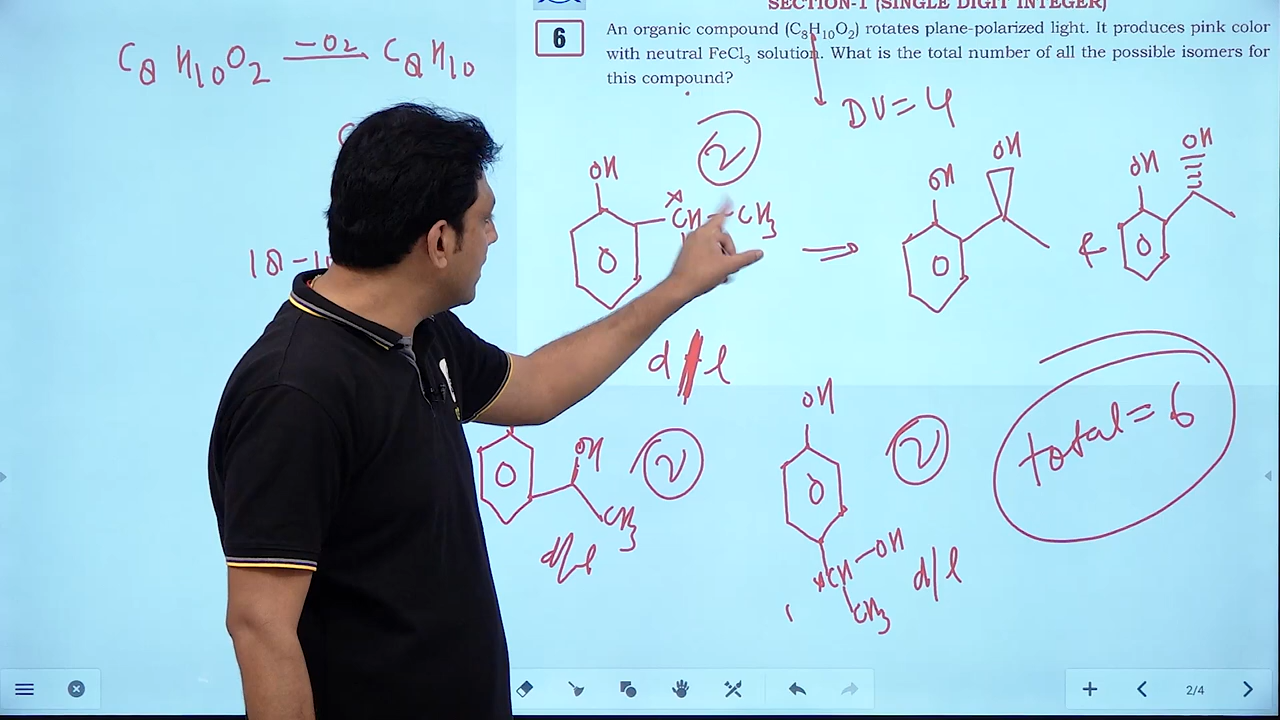 SECTION-1 (SINGLE DIGIT INTEGER)
6
An organic compound (C₈H₁₀O₂) rotates plane-polarized light. It produces pink color
with neutral FeCl₃ solution. What is the total number of all the possible isomers for
this compound?
C₈H₁₀O₂ —O₂ C₈H₁₀
DV=4
18-1
OH
CH-CH₃
2
OH
OH
&
OH
OH
d l
OH
CH₃
2
d/l
OH
CH-OH
CH₃
2
d/l
total=6
2/4